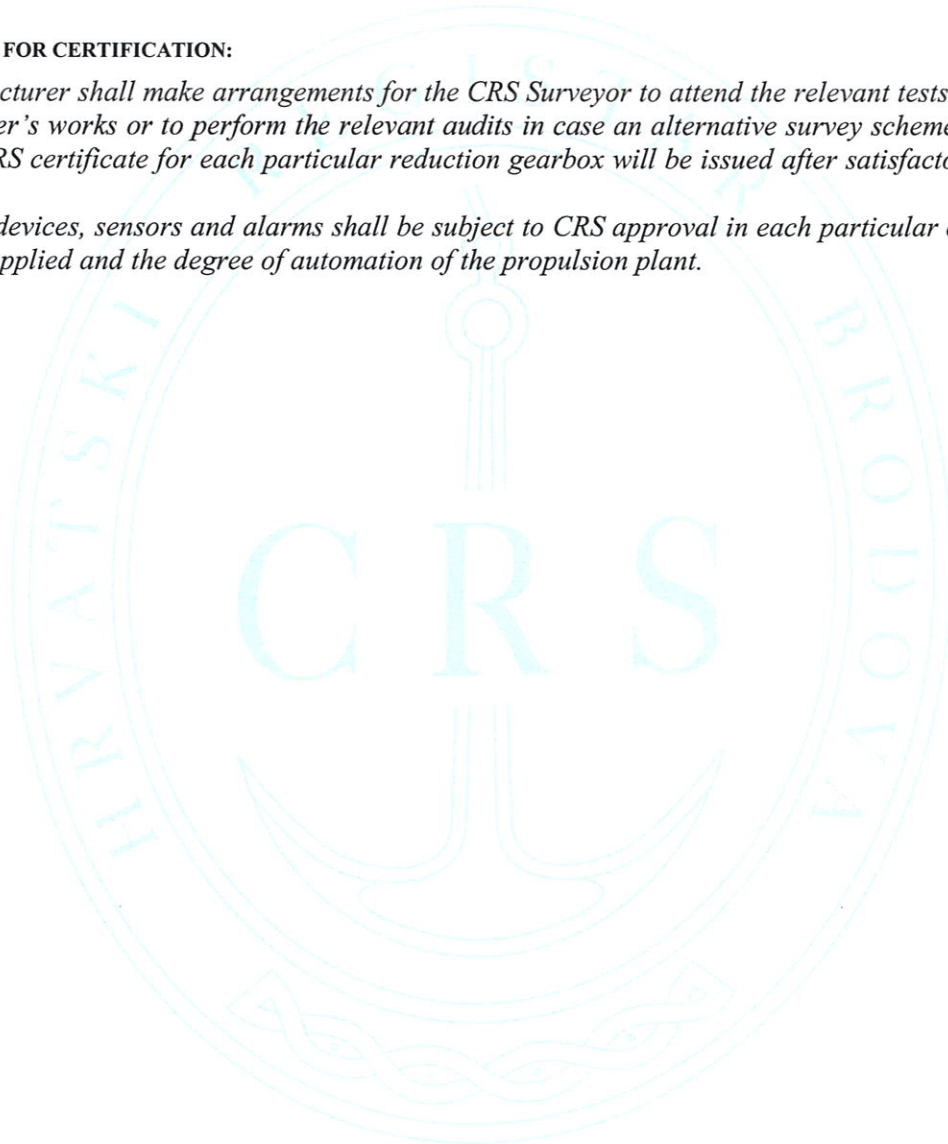 FOR CERTIFICATION:
cturer shall make arrangements for the CRS Surveyor to attend the relevant tests
er's works or to perform the relevant audits in case an alternative survey scheme
RS certificate for each particular reduction gearbox will be issued after satisfacto
devices, sensors and alarms shall be subject to CRS approval in each particular
pplied and the degree of automation of the propulsion plant.
HRVATSKI REGISTAR BRODOVA
CRS